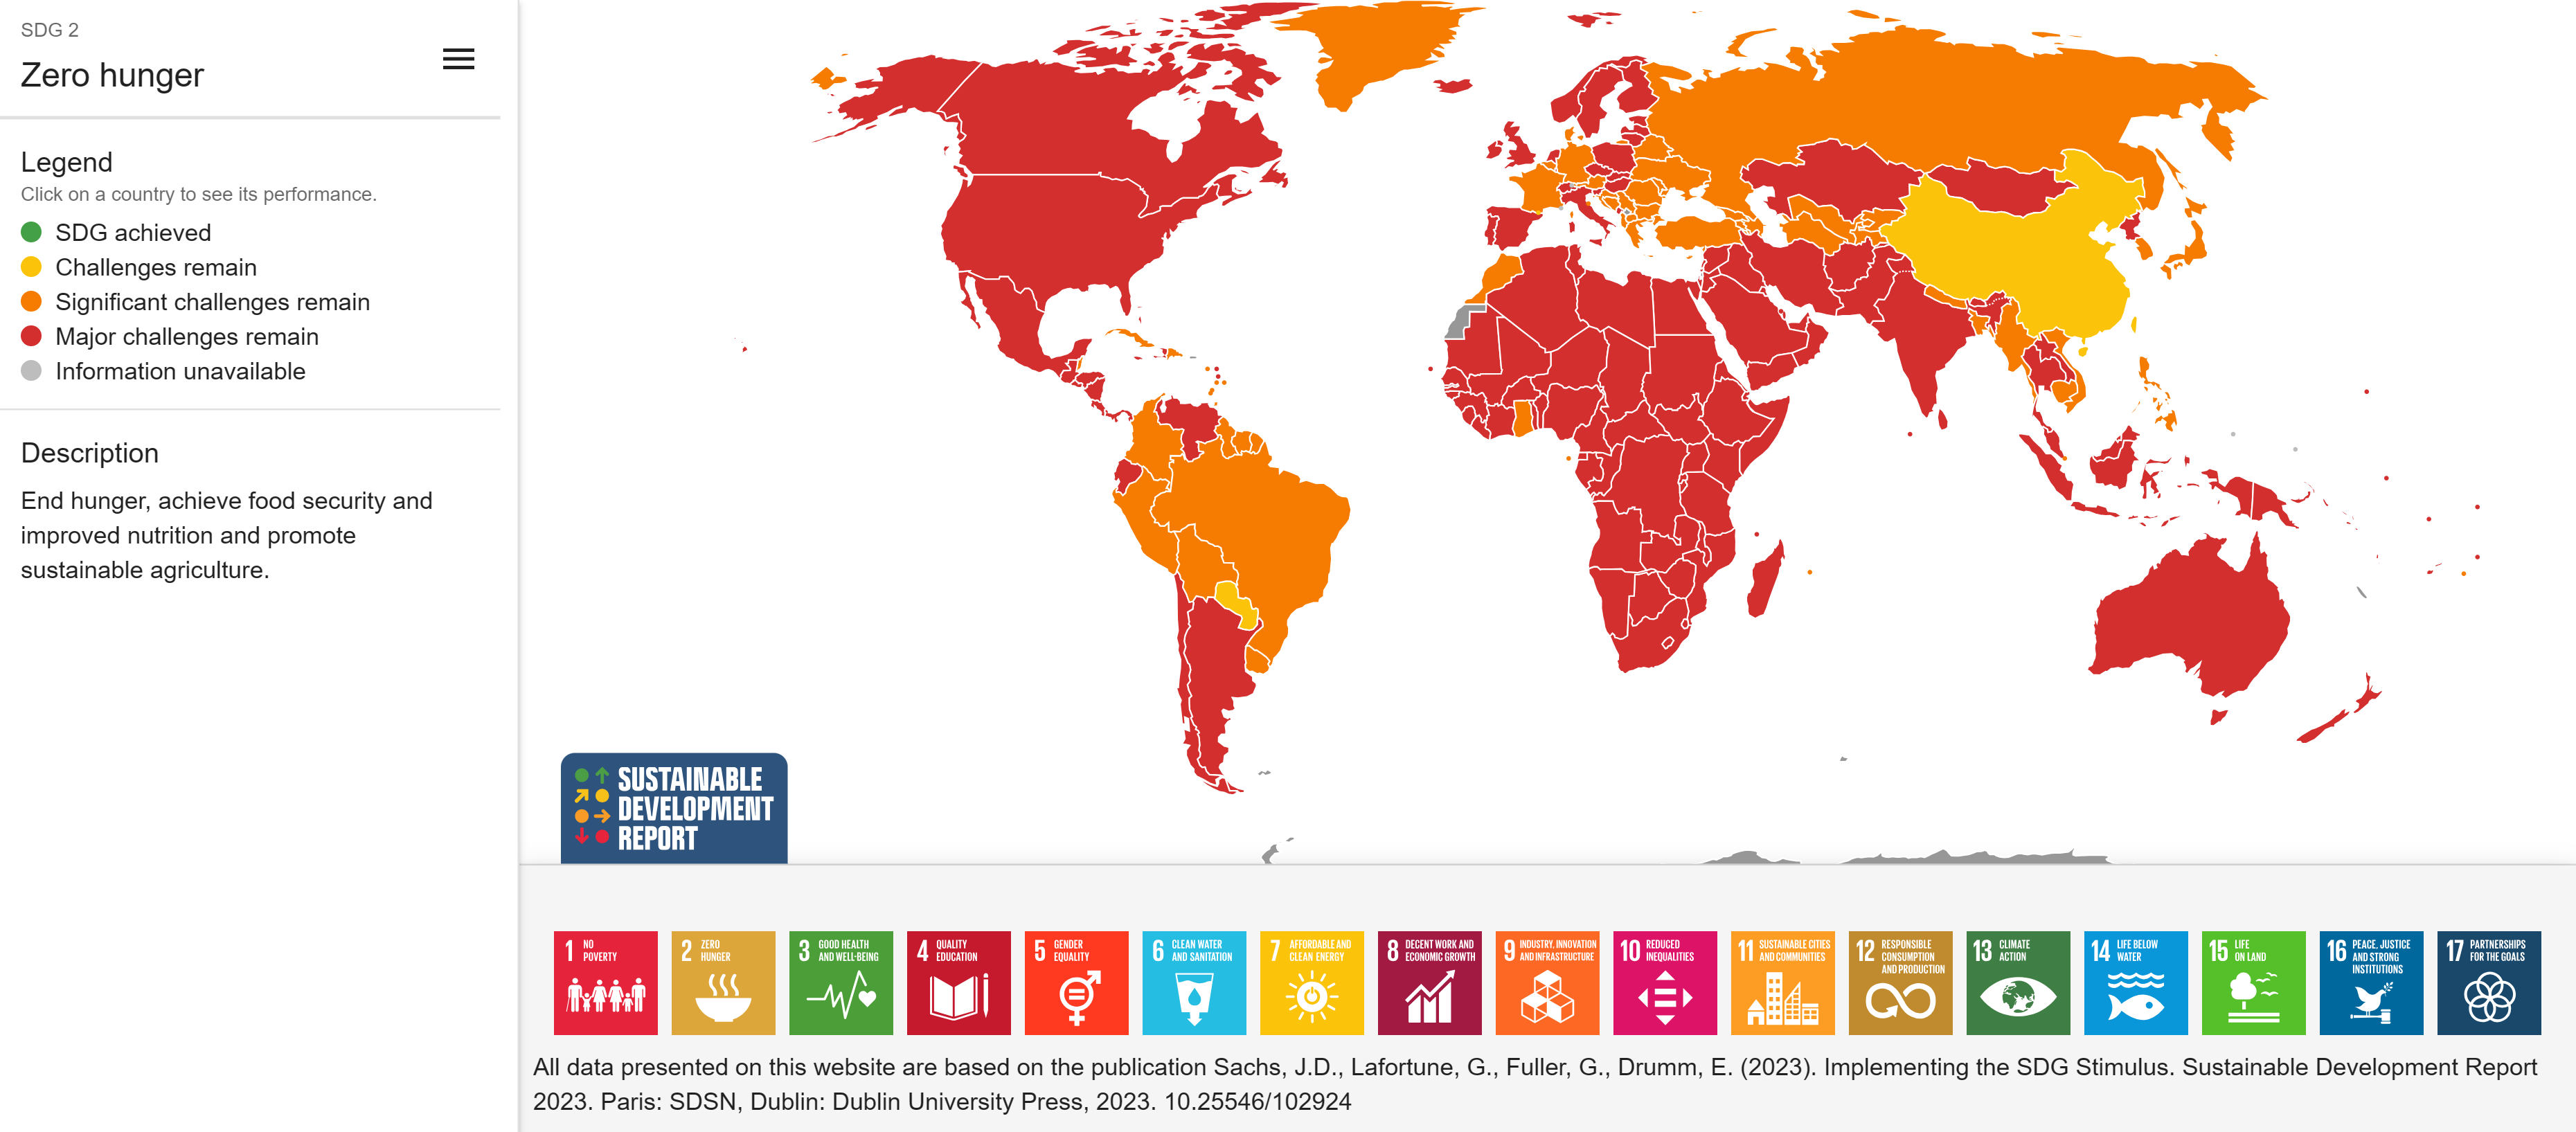 SDG 2
Zero hunger
Legend
Click on a country to see its performance.
SDG achieved
Challenges remain
Significant challenges remain
Major challenges remain
Information unavailable
Description
End hunger, achieve food security and
improved nutrition and promote
sustainable agriculture.
SUSTAINABLE
DEVELOPMENT
REPORT
1 NO
POVERTY
2 ZERO
HUNGER
3 GOOD HEALTH
AND WELL-BEING
4 QUALITY
EDUCATION
5 GENDER
EQUALITY
6 CLEAN WATER
AND SANITATION
7 AFFORDABLE AND
CLEAN ENERGY
8 DECENT WORK AND
ECONOMIC GROWTH
9 INDUSTRY, INNOVATION
AND INFRASTRUCTURE
10 REDUCED
INEQUALITIES
11 SUSTAINABLE CITIES
AND COMMUNITIES
12 RESPONSIBLE
CONSUMPTION
AND PRODUCTION
13 CLIMATE
ACTION
14 LIFE BELOW
WATER
15 LIFE
ON LAND
16 PEACE, JUSTICE
AND STRONG
INSTITUTIONS
17 PARTNERSHIPS
FOR THE GOALS
All data presented on this website are based on the publication Sachs, J.D., Lafortune, G., Fuller, G., Drumm, E. (2023). Implementing the SDG Stimulus. Sustainable Development Report
2023. Paris: SDSN, Dublin: Dublin University Press, 2023. 10.25546/102924